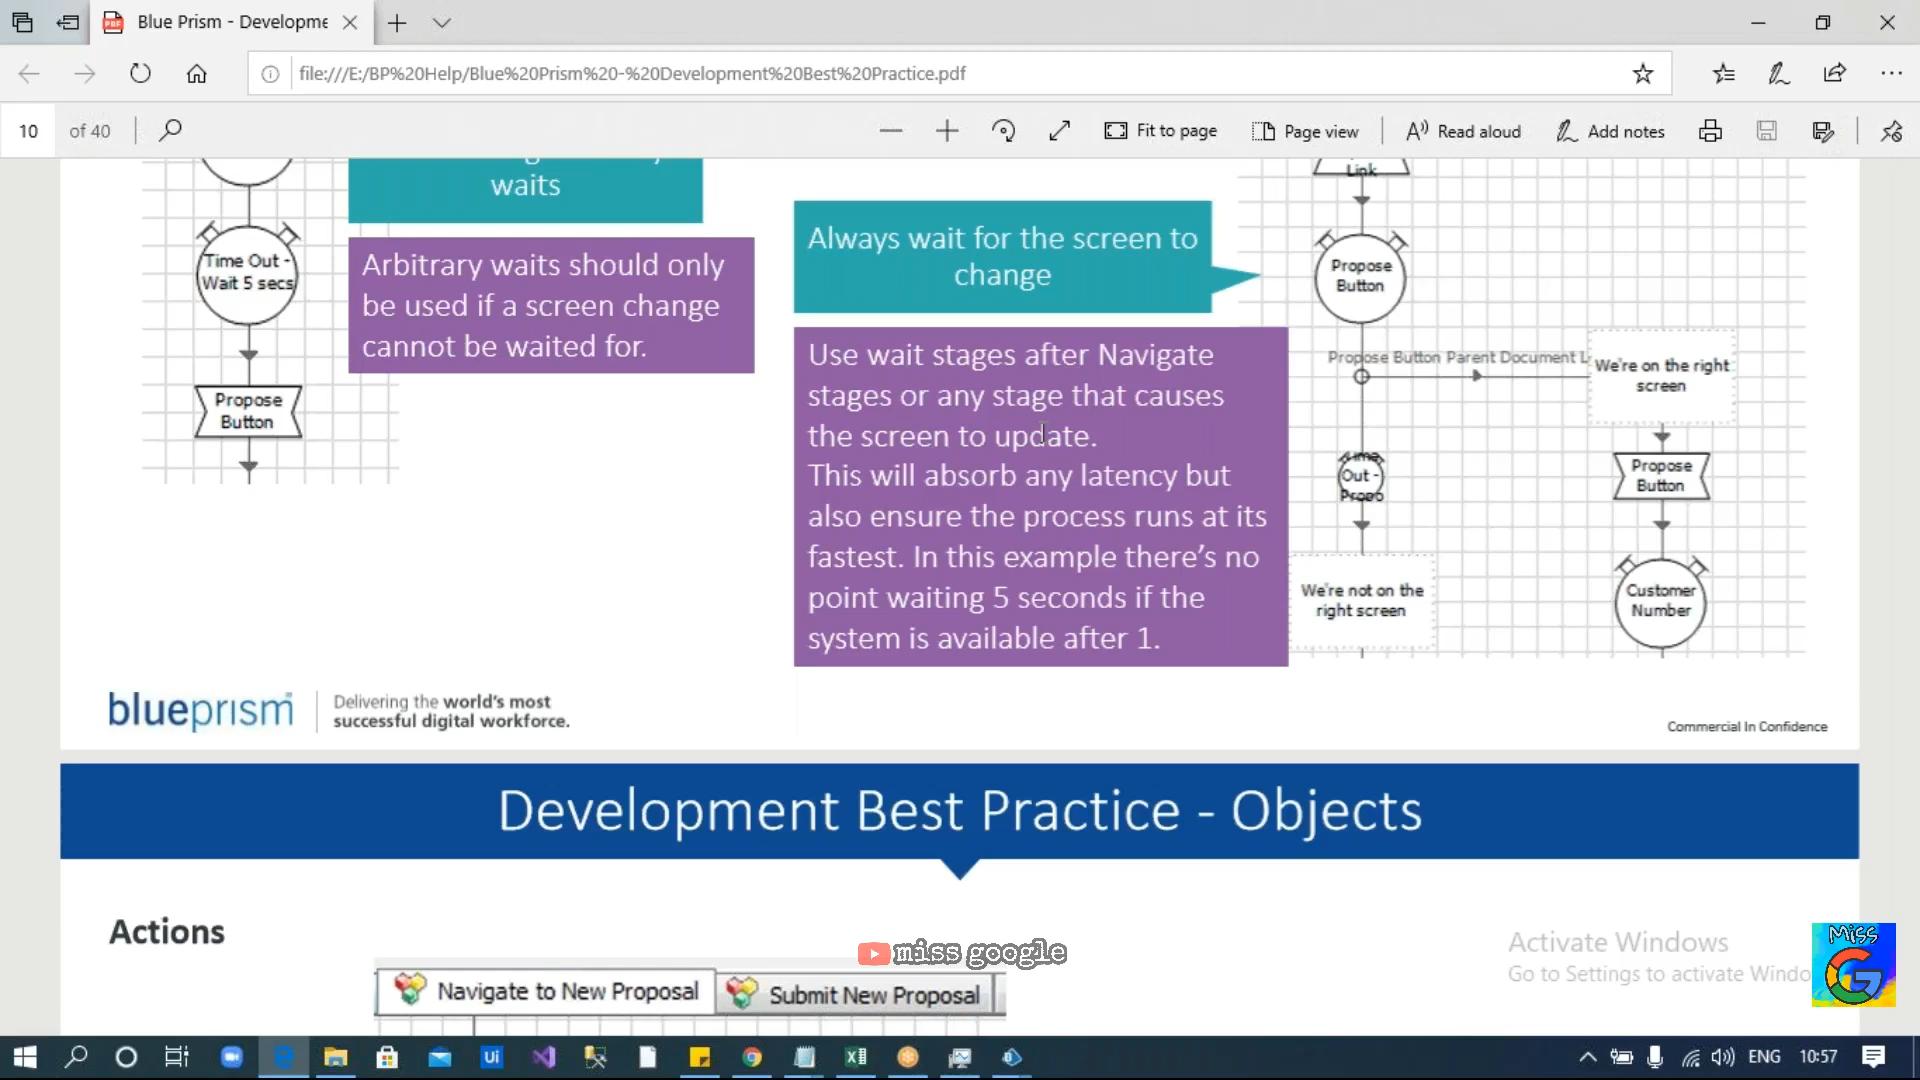 Blue Prism - Developme
file:///E:/BP%20Help/Blue%20Prism%20-%20Development%20Best%20Practice.pdf
10 of 40
Fit to page
Page view
Read aloud
Add notes
waits
Time Out -
Wait 5 secs
Arbitrary waits should only
be used if a screen change
cannot be waited for.
Propose
Button
Always wait for the screen to
change
Use wait stages after Navigate
stages or any stage that causes
the screen to update.
This will absorb any latency but
also ensure the process runs at its
fastest. In this example there's no
point waiting 5 seconds if the
system is available after 1.
Link
Propose
Button
Propose Button Parent Document L
We're on the right
screen
Out -
Propose
Button
We're not on the
right screen
Customer
Number
blueprism
Delivering the world's most
successful digital workforce.
Commercial In Confidence
Development Best Practice - Objects
Actions
miss google
Navigate to New Proposal
Submit New Proposal
Activate Windows
Go to Settings to activate Windo
Miss
G
Ui
ENG
10:57